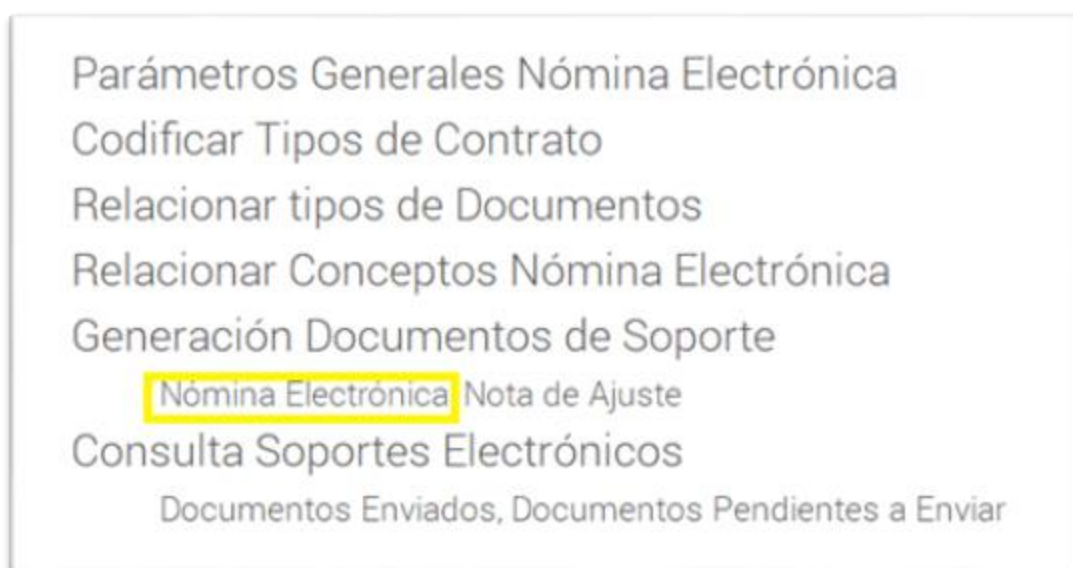 Parámetros Generales Nómina Electrónica
Codificar Tipos de Contrato
Relacionar tipos de Documentos
Relacionar Conceptos Nómina Electrónica
Generación Documentos de Soporte
Nómina Electrónica Nota de Ajuste
Consulta Soportes Electrónicos
Documentos Enviados, Documentos Pendientes a Enviar